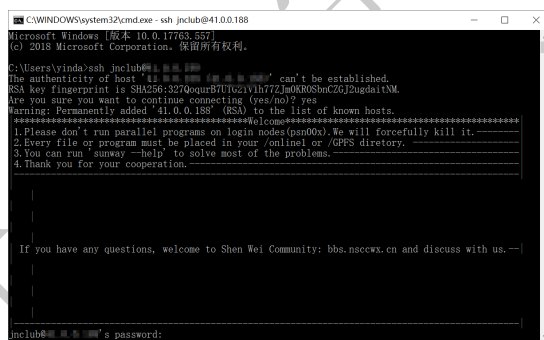 C:\WINDOWS\system32\cmd.exe - ssh jnclub@41.0.0.188
Microsoft Windows [版本 10.0.17763.557]
(c) 2018 Microsoft Corporation。保留所有权利。
C:\Users\yinda>ssh jnclub@
The authenticity of host ' ' can't be established.
RSA key fingerprint is
Are you sure you want to continue connecting (yes/no)? yes
Warning: Permanently added '41.0.0.188' (RSA) to the list of known hosts.
Welcome
1.Please don't run parallel programs on login nodes(psn00x).We will forcefully kill it.--------
2.Every file or program must be placed in your /online1 or /GPFS diretory. --------
3.You can run 'sunway --help' to solve most of the problems.--------
4.Thank you for your cooperation.--------
If you have any questions, welcome to Shen Wei Community: bbs.nsccwx.cn and discuss with us.--|
jnclub@ 's password: